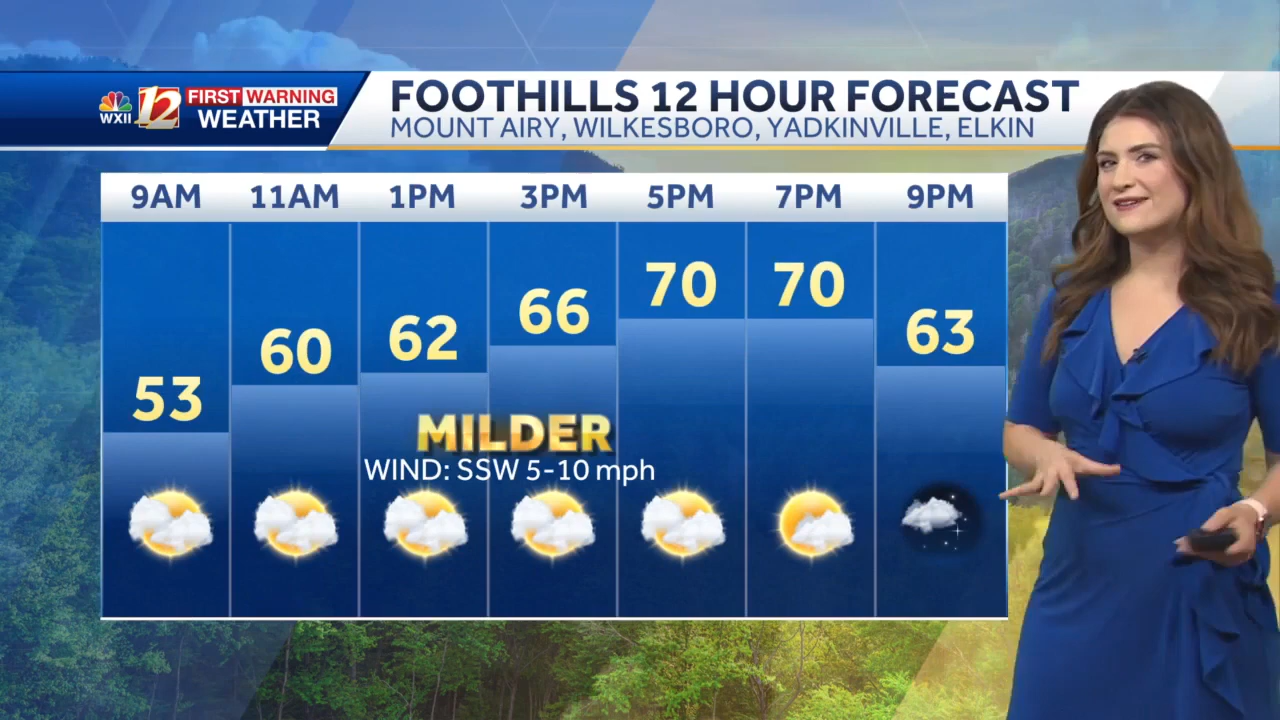 WXII 12 FIRST WARNING
WEATHER
FOOTHILLS 12 HOUR FORECAST
MOUNT AIRY, WILKESBORO, YADKINVILLE, ELKIN
9AM 11AM 1PM 3PM 5PM 7PM 9PM
53 60 62 66 70 70 63
MILDER
WIND: SSW 5-10 mph